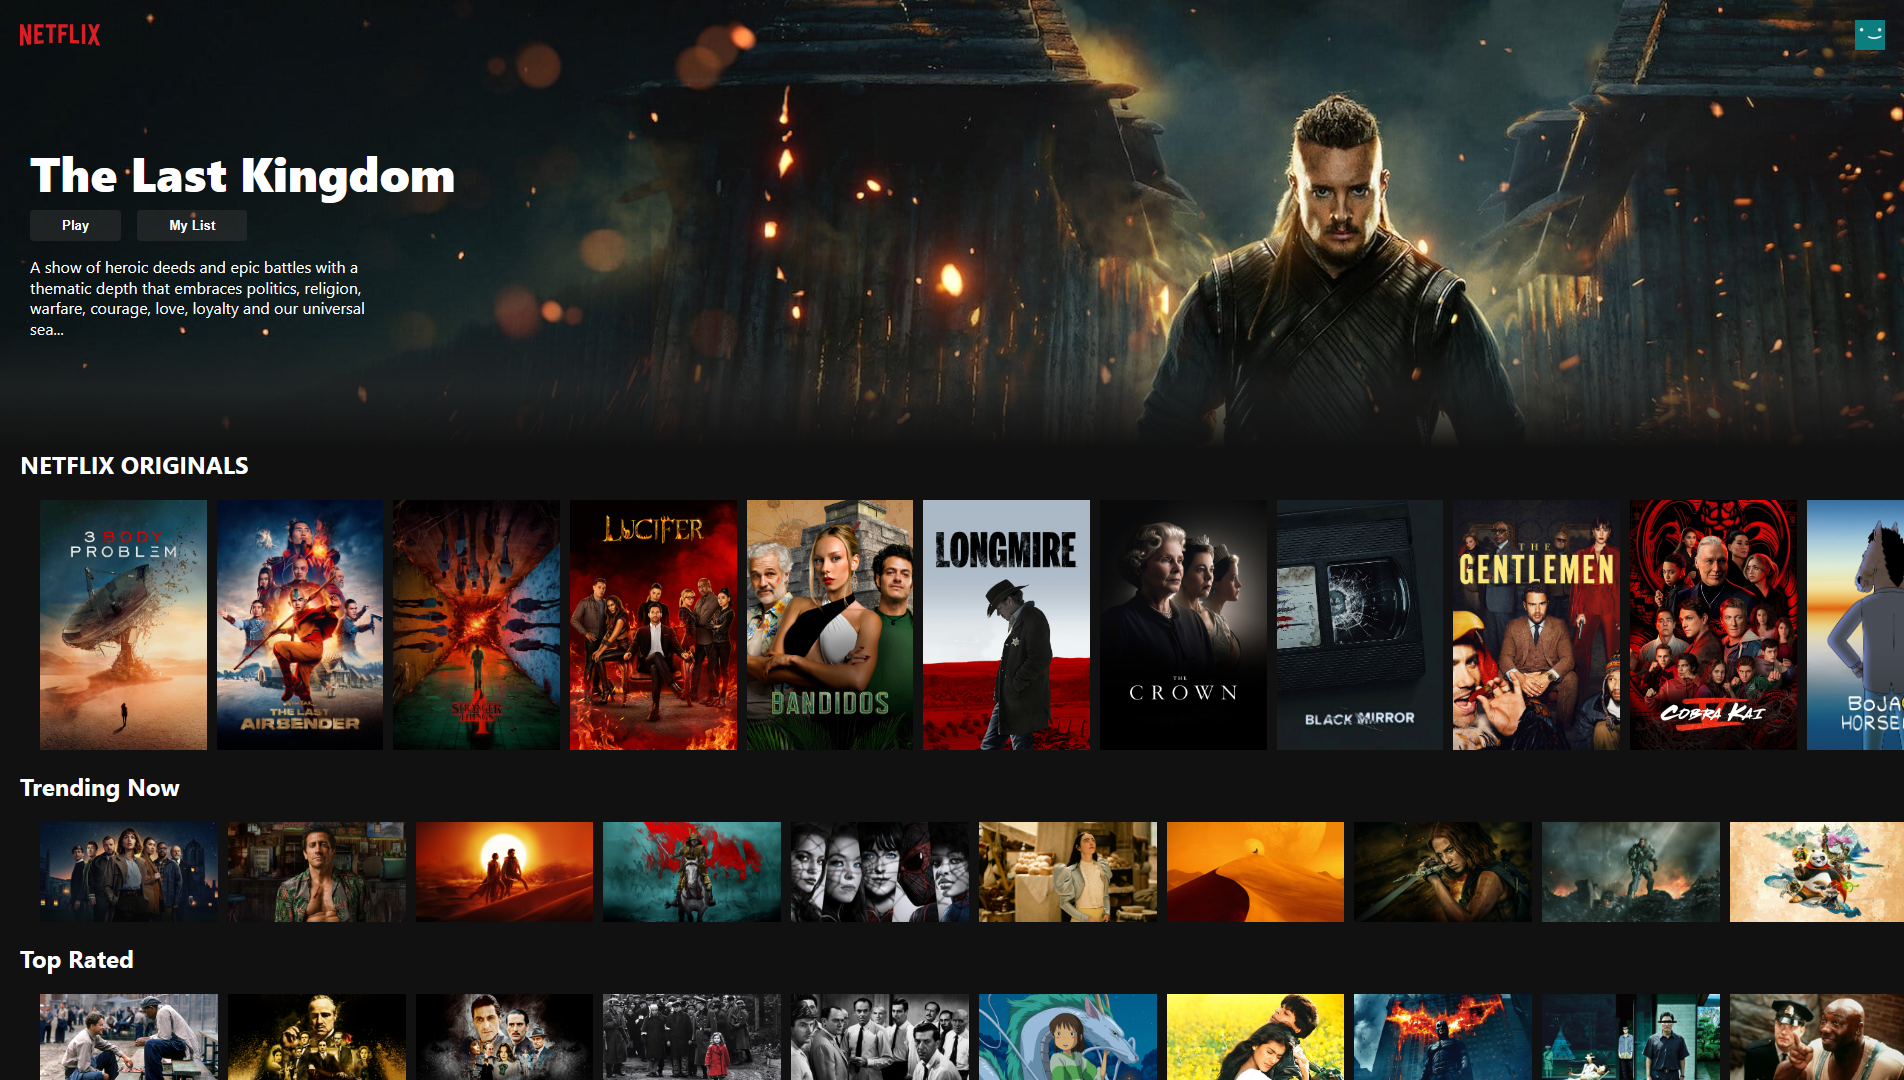 NETFLIX
The Last Kingdom
Play
My List
A show of heroic deeds and epic battles with a
thematic depth that embraces politics, religion,
warfare, courage, love, loyalty and our universal
sea...
NETFLIX ORIGINALS
3 BODY
PROBLEM
THE LAST
AIRBENDER
STRANGER
THINGS
4
LUCIFER
BANDIDOS
LONGMIRE
THE
CROWN
BLACK MIRROR
THE
GENTLEMEN
COBRA KAI
BOJA
HORSE
Trending Now
Top Rated